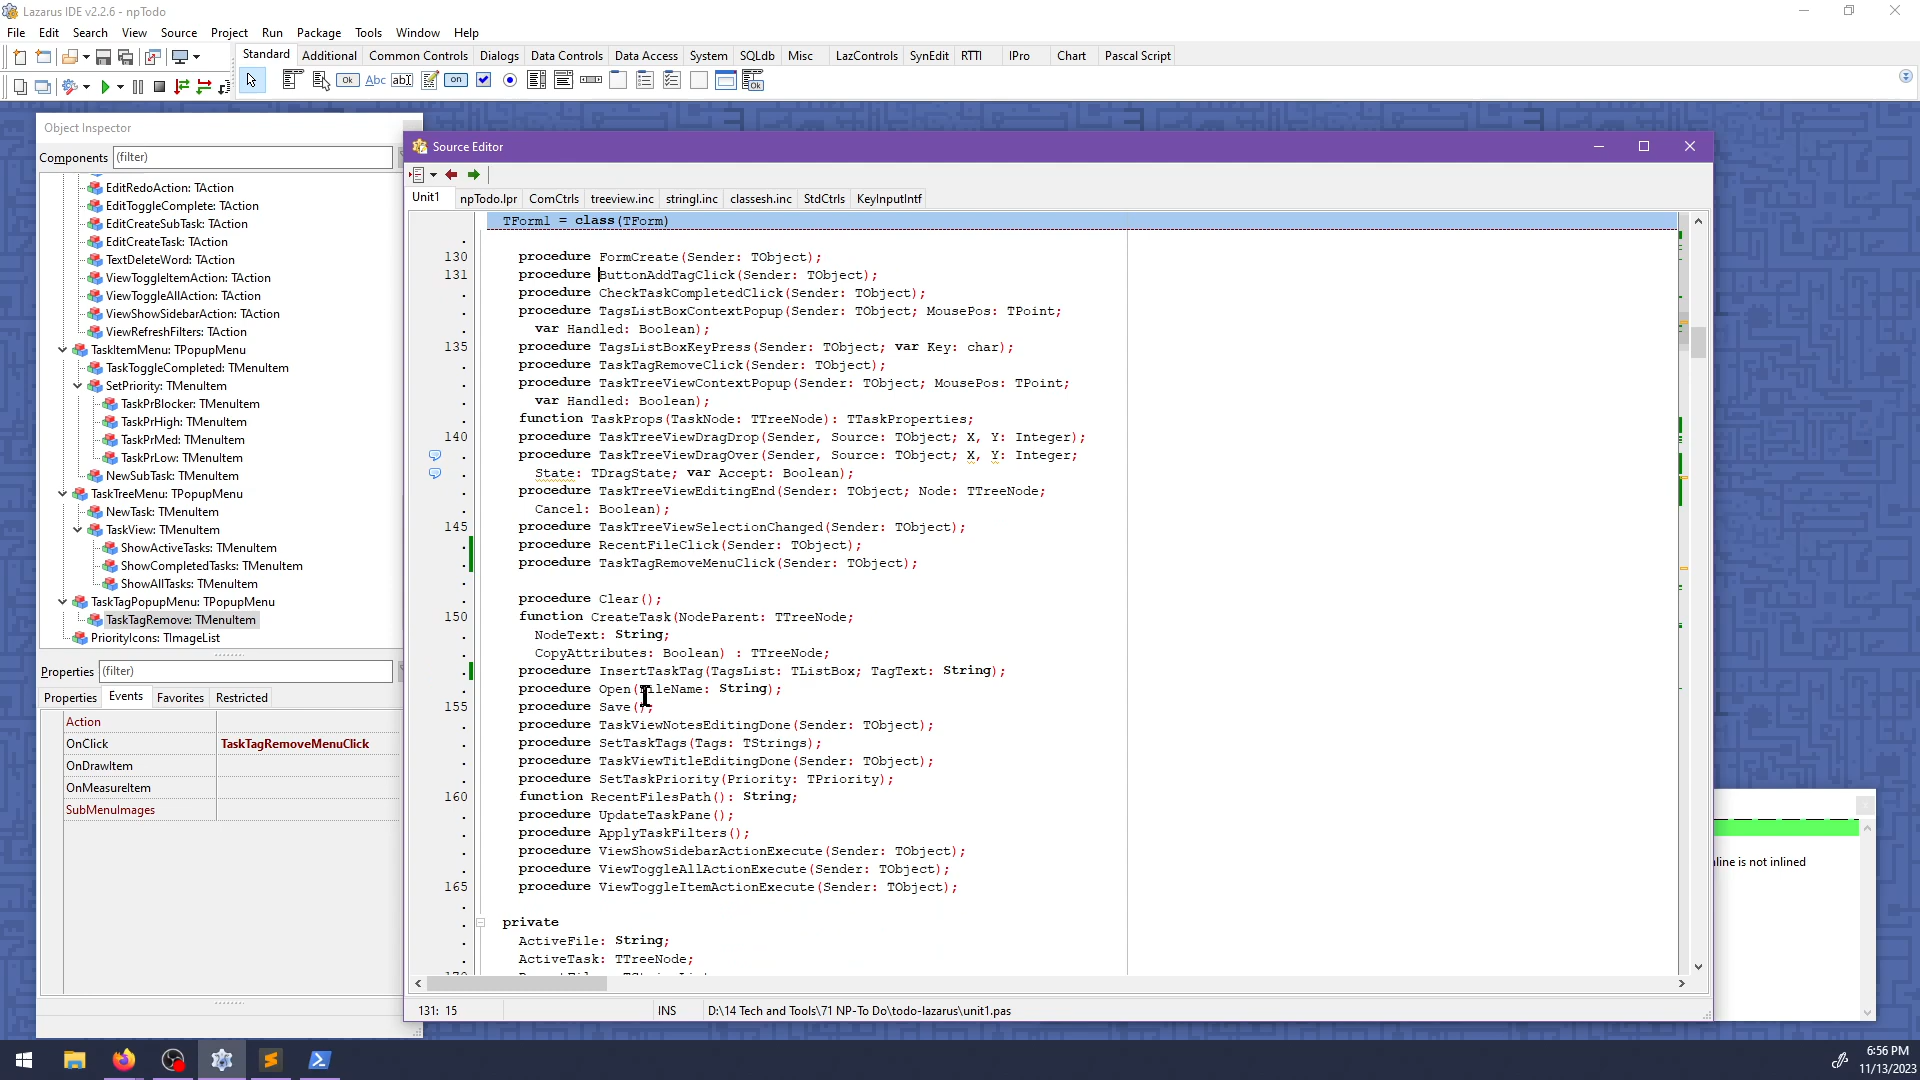 Lazarus IDE v2.2.6 - npTodo
File Edit Search View Source Project Run Package Tools Window Help
Standard Additional Common Controls Dialogs Data Controls Data Access System SQLdb Misc LazControls SynEdit RTTI IPro Chart Pascal Script
Ok Abc abI on Ok
Object Inspector
Components (filter)
EditRedoAction: TAction
EditToggleComplete: TAction
EditCreateSubTask: TAction
EditCreateTask: TAction
TextDeleteWord: TAction
ViewToggleItemAction: TAction
ViewToggleAllAction: TAction
ViewShowSidebarAction: TAction
ViewRefreshFilters: TAction
TaskItemMenu: TPopupMenu
TaskToggleCompleted: TMenuItem
SetPriority: TMenuItem
TaskPrBlocker: TMenuItem
TaskPrHigh: TMenuItem
TaskPrMed: TMenuItem
TaskPrLow: TMenuItem
NewSubTask: TMenuItem
TaskTreeMenu: TPopupMenu
NewTask: TMenuItem
TaskView: TMenuItem
ShowActiveTasks: TMenuItem
ShowCompletedTasks: TMenuItem
ShowAllTasks: TMenuItem
TaskTagPopupMenu: TPopupMenu
TaskTagRemove: TMenuItem
PriorityIcons: TImageList
Properties (filter)
Properties Events Favorites Restricted
Action
OnClick TaskTagRemoveMenuClick
OnDrawItem
OnMeasureItem
SubMenuImages
Source Editor
Unit1 npTodo.lpr ComCtrls treeview.inc stringl.inc classesh.inc StdCtrls KeyInputIntf
TForm1 = class(TForm)
130 procedure FormCreate(Sender: TObject);
131 procedure ButtonAddTagClick(Sender: TObject);
procedure CheckTaskCompletedClick(Sender: TObject);
procedure TagsListBoxContextPopup(Sender: TObject; MousePos: TPoint;
var Handled: Boolean);
135 procedure TagsListBoxKeyPress(Sender: TObject; var Key: char);
procedure TaskTagRemoveClick(Sender: TObject);
procedure TaskTreeViewContextPopup(Sender: TObject; MousePos: TPoint;
var Handled: Boolean);
function TaskProps(TaskNode: TTreeNode): TTaskProperties;
140 procedure TaskTreeViewDragDrop(Sender, Source: TObject; X, Y: Integer);
procedure TaskTreeViewDragOver(Sender, Source: TObject; X, Y: Integer;
State: TDragState; var Accept: Boolean);
procedure TaskTreeViewEditingEnd(Sender: TObject; Node: TTreeNode;
Cancel: Boolean);
145 procedure TaskTreeViewSelectionChanged(Sender: TObject);
procedure RecentFileClick(Sender: TObject);
procedure TaskTagRemoveMenuClick(Sender: TObject);
procedure Clear();
150 function CreateTask(NodeParent: TTreeNode;
NodeText: String;
CopyAttributes: Boolean) : TTreeNode;
procedure InsertTaskTag(TagsList: TListBox; TagText: String);
procedure Open(FileName: String);
155 procedure Save();
procedure TaskViewNotesEditingDone(Sender: TObject);
procedure SetTaskTags(Tags: TStrings);
procedure TaskViewTitleEditingDone(Sender: TObject);
procedure SetTaskPriority(Priority: TPriority);
160 function RecentFilesPath(): String;
procedure UpdateTaskPane();
procedure ApplyTaskFilters();
procedure ViewShowSidebarActionExecute(Sender: TObject);
procedure ViewToggleAllActionExecute(Sender: TObject);
165 procedure ViewToggleItemActionExecute(Sender: TObject);
private
ActiveFile: String;
ActiveTask: TTreeNode;
131: 15 INS D:\14 Tech and Tools\71 NP-To Do\todo-lazarus\unit1.pas
is not inlined
6:56 PM
11/13/2023